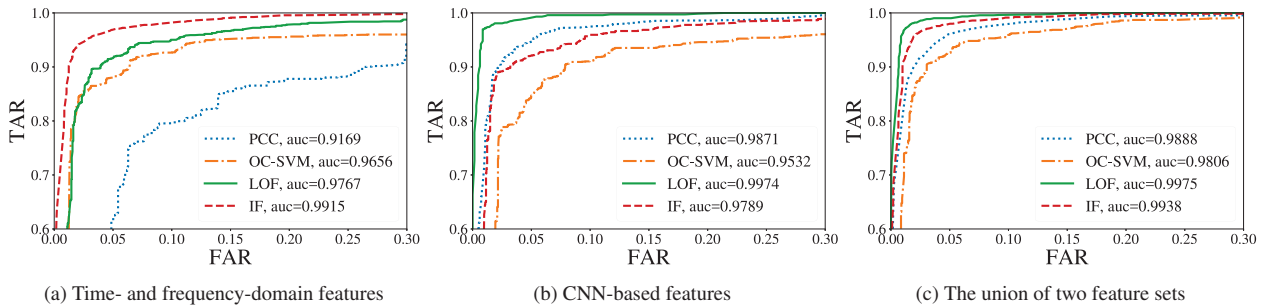 1.0
0.9
0.8
0.7
0.6
TAR
PCC, auc=0.9169
OC-SVM, auc=0.9656
LOF, auc=0.9767
IF, auc=0.9915
0.00 0.05 0.10 0.15 0.20 0.25 0.30
FAR
(a) Time- and frequency-domain features
1.0
0.9
0.8
0.7
0.6
TAR
PCC, auc=0.9871
OC-SVM, auc=0.9532
LOF, auc=0.9974
IF, auc=0.9789
0.00 0.05 0.10 0.15 0.20 0.25 0.30
FAR
(b) CNN-based features
1.0
0.9
0.8
0.7
0.6
TAR
PCC, auc=0.9888
OC-SVM, auc=0.9806
LOF, auc=0.9975
IF, auc=0.9938
0.00 0.05 0.10 0.15 0.20 0.25 0.30
FAR
(c) The union of two feature sets